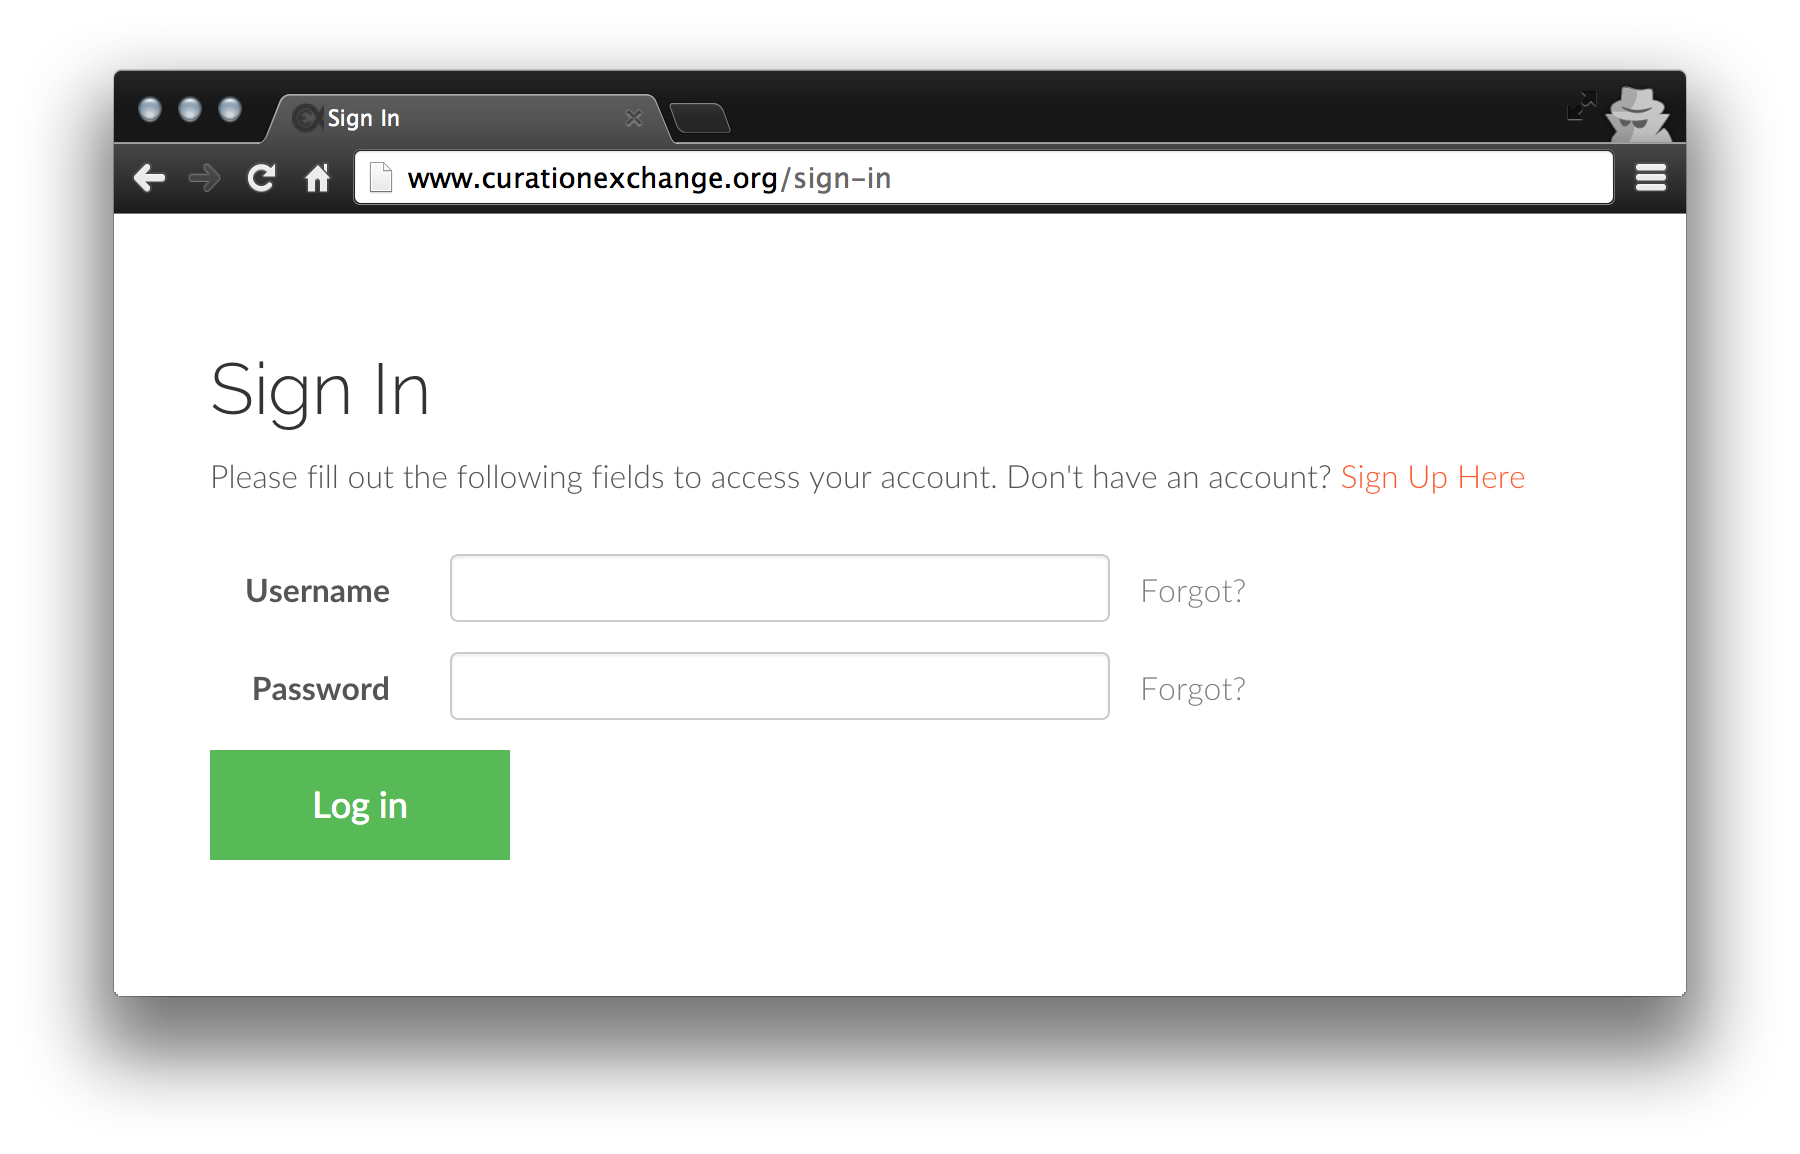 Sign In
www.curationexchange.org/sign-in
Sign In
Please fill out the following fields to access your account. Don't have an account? Sign Up Here
Username Forgot?
Password Forgot?
Log in